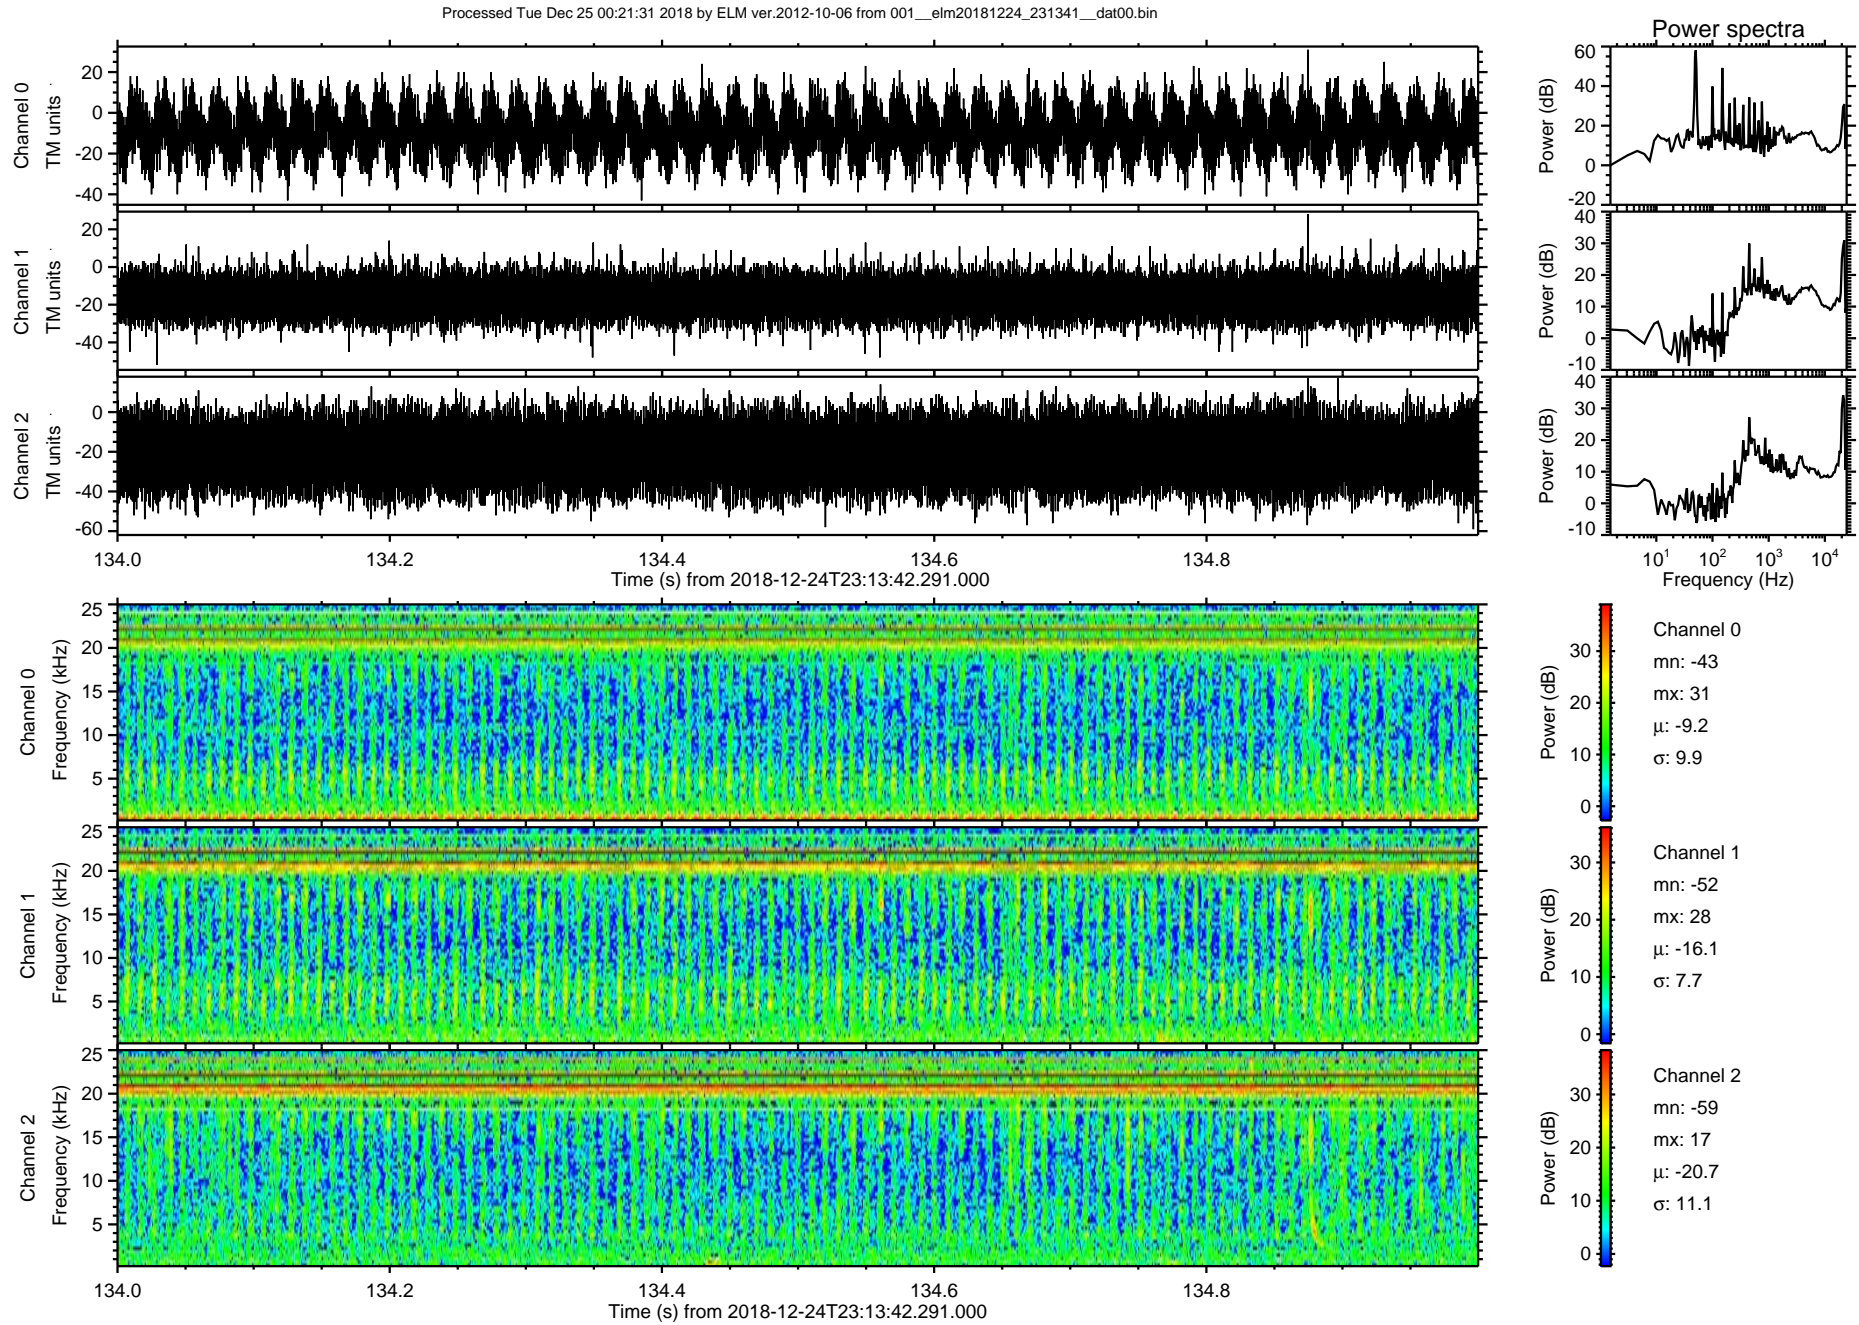 Processed Tue Dec 25 00:21:31 2018 by ELM ver.2012-10-06 from 001__elm20181224_231341__dat00.bin
Power spectra
Channel 0
TM units
20
0
-20
-40
Power (dB)
60
40
20
0
-20
Channel 1
TM units
20
0
-20
-40
Power (dB)
40
30
20
10
0
-10
Channel 2
TM units
0
-20
-40
-60
Power (dB)
40
30
20
10
0
-10
134.0 134.2 134.4 134.6 134.8
Time (s) from 2018-12-24T23:13:42.291.000
10¹ 10² 10³ 10⁴
Frequency (Hz)
Channel 0
Frequency (kHz)
25
20
15
10
5
Power (dB)
30
20
10
0
Channel 0
mn: -43
mx: 31
µ: -9.2
σ: 9.9
Channel 1
Frequency (kHz)
25
20
15
10
5
Power (dB)
30
20
10
0
Channel 1
mn: -52
mx: 28
µ: -16.1
σ: 7.7
Channel 2
Frequency (kHz)
25
20
15
10
5
Power (dB)
30
20
10
0
Channel 2
mn: -59
mx: 17
µ: -20.7
σ: 11.1
134.0 134.2 134.4 134.6 134.8
Time (s) from 2018-12-24T23:13:42.291.000